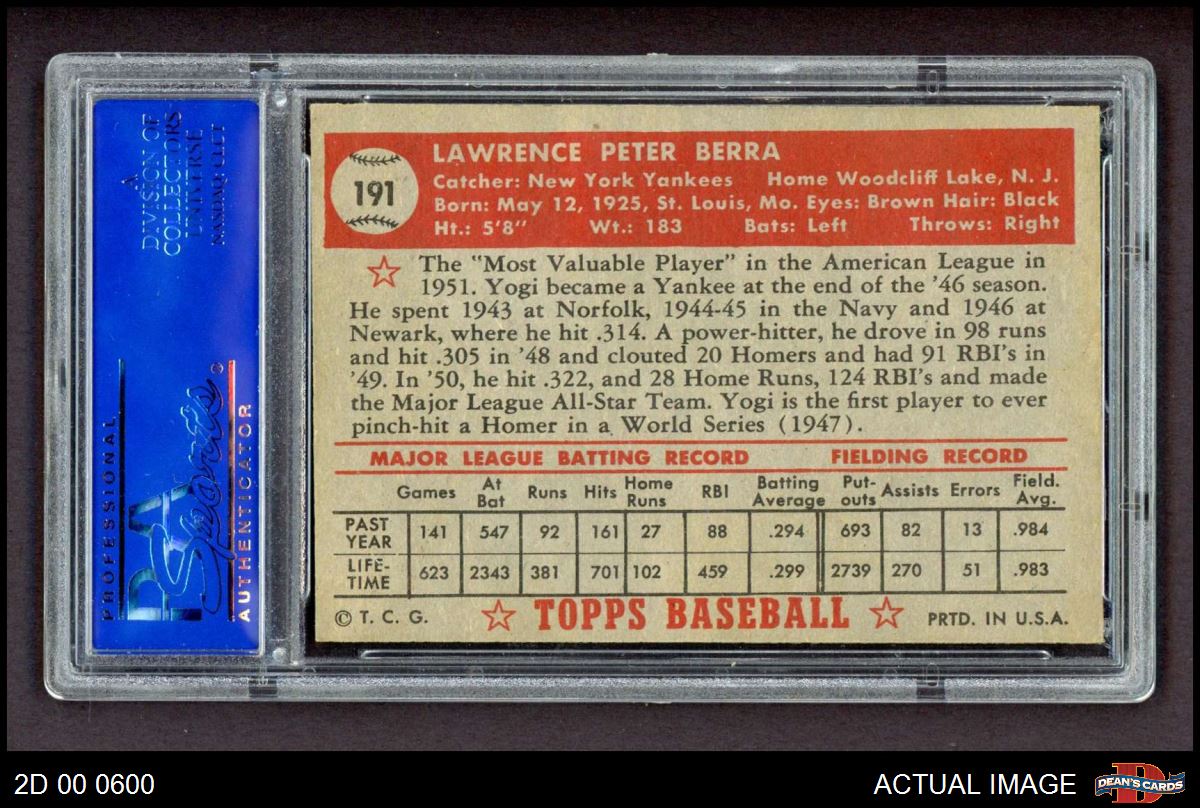 A
DIVISION OF
COLLECTORS
UNIVERSE
NASDAQ: CLCT
PROFESSIONAL
PSA
Sports
®
AUTHENTICATOR
191
LAWRENCE PETER BERRA
Catcher: New York Yankees Home Woodcliff Lake, N. J.
Born: May 12, 1925, St. Louis, Mo. Eyes: Brown Hair: Black
Ht.: 5'8" Wt.: 183 Bats: Left Throws: Right
The "Most Valuable Player" in the American League in
1951. Yogi became a Yankee at the end of the '46 season.
He spent 1943 at Norfolk, 1944-45 in the Navy and 1946 at
Newark, where he hit .314. A power-hitter, he drove in 98 runs
and hit .305 in '48 and clouted 20 Homers and had 91 RBI's in
'49. In '50, he hit .322, and 28 Home Runs, 124 RBI's and made
the Major League All-Star Team. Yogi is the first player to ever
pinch-hit a Homer in a World Series (1947).
MAJOR LEAGUE BATTING RECORD FIELDING RECORD
Games At Bat Runs Hits Home Runs RBI Batting Average Put-outs Assists Errors Field. Avg.
PAST YEAR 141 547 92 161 27 88 .294 693 82 13 .984
LIFE-TIME 623 2343 381 701 102 459 .299 2739 270 51 .983
© T. C. G. TOPPS BASEBALL PRTD. IN U.S.A.
2D 00 0600
ACTUAL IMAGE
D
DEAN'S CARDS